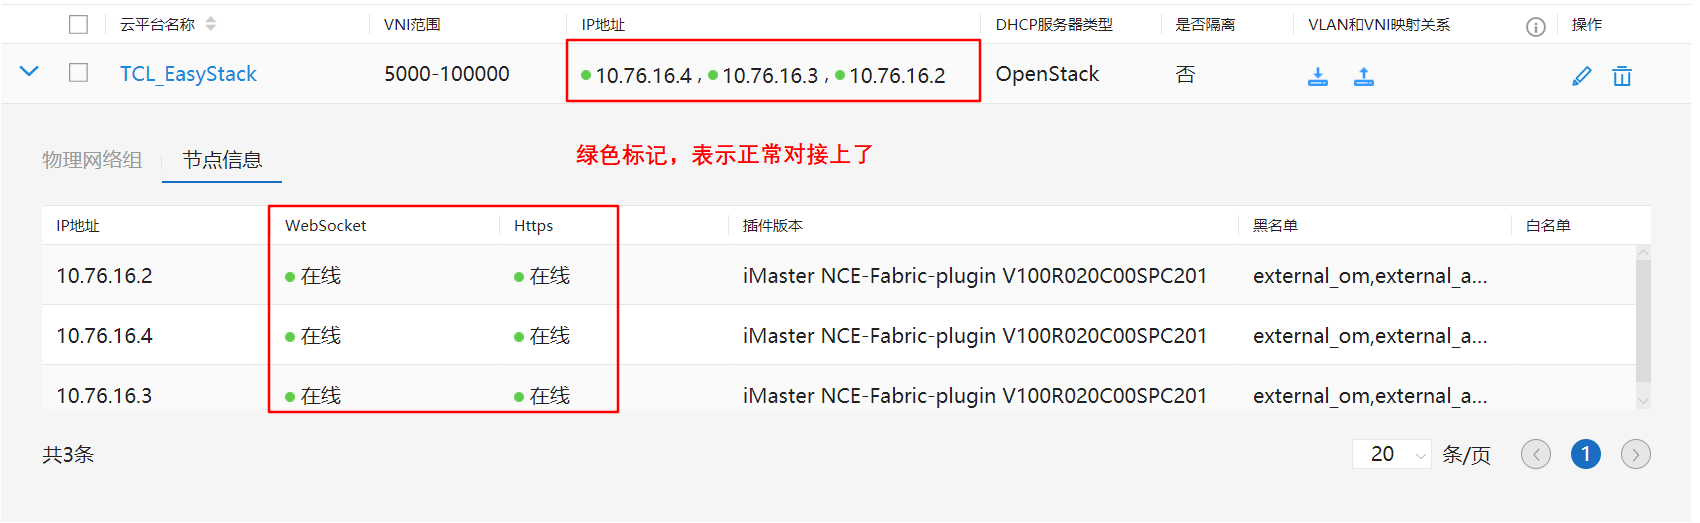 云平台名称 VNI范围 IP地址 DHCP服务器类型 是否隔离 VLAN和VNI映射关系 操作
TCL_EasyStack 5000-100000 10.76.16.4 , 10.76.16.3 , 10.76.16.2 OpenStack 否
绿色标记，表示正常对接上了
物理网络组 节点信息
IP地址 WebSocket Https 插件版本 黑名单 白名单
10.76.16.2 在线 在线 iMaster NCE-Fabric-plugin V100R020C00SPC201 external_om,external_a...
10.76.16.4 在线 在线 iMaster NCE-Fabric-plugin V100R020C00SPC201 external_om,external_a...
10.76.16.3 在线 在线 iMaster NCE-Fabric-plugin V100R020C00SPC201 external_om,external_a...
共3条 20 条/页 1